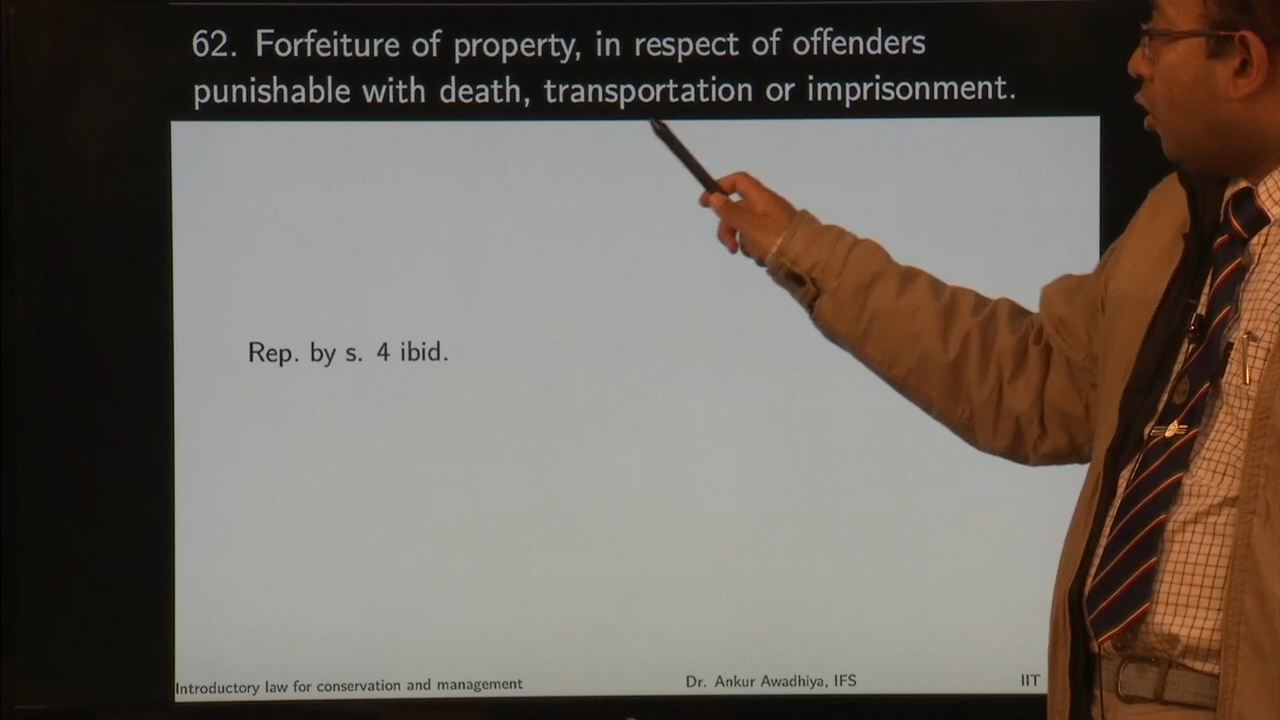 62. Forfeiture of property, in respect of offenders
punishable with death, transportation or imprisonment.
Rep. by s. 4 ibid.
Introductory law for conservation and management
Dr. Ankur Awadhiya, IFS
IIT